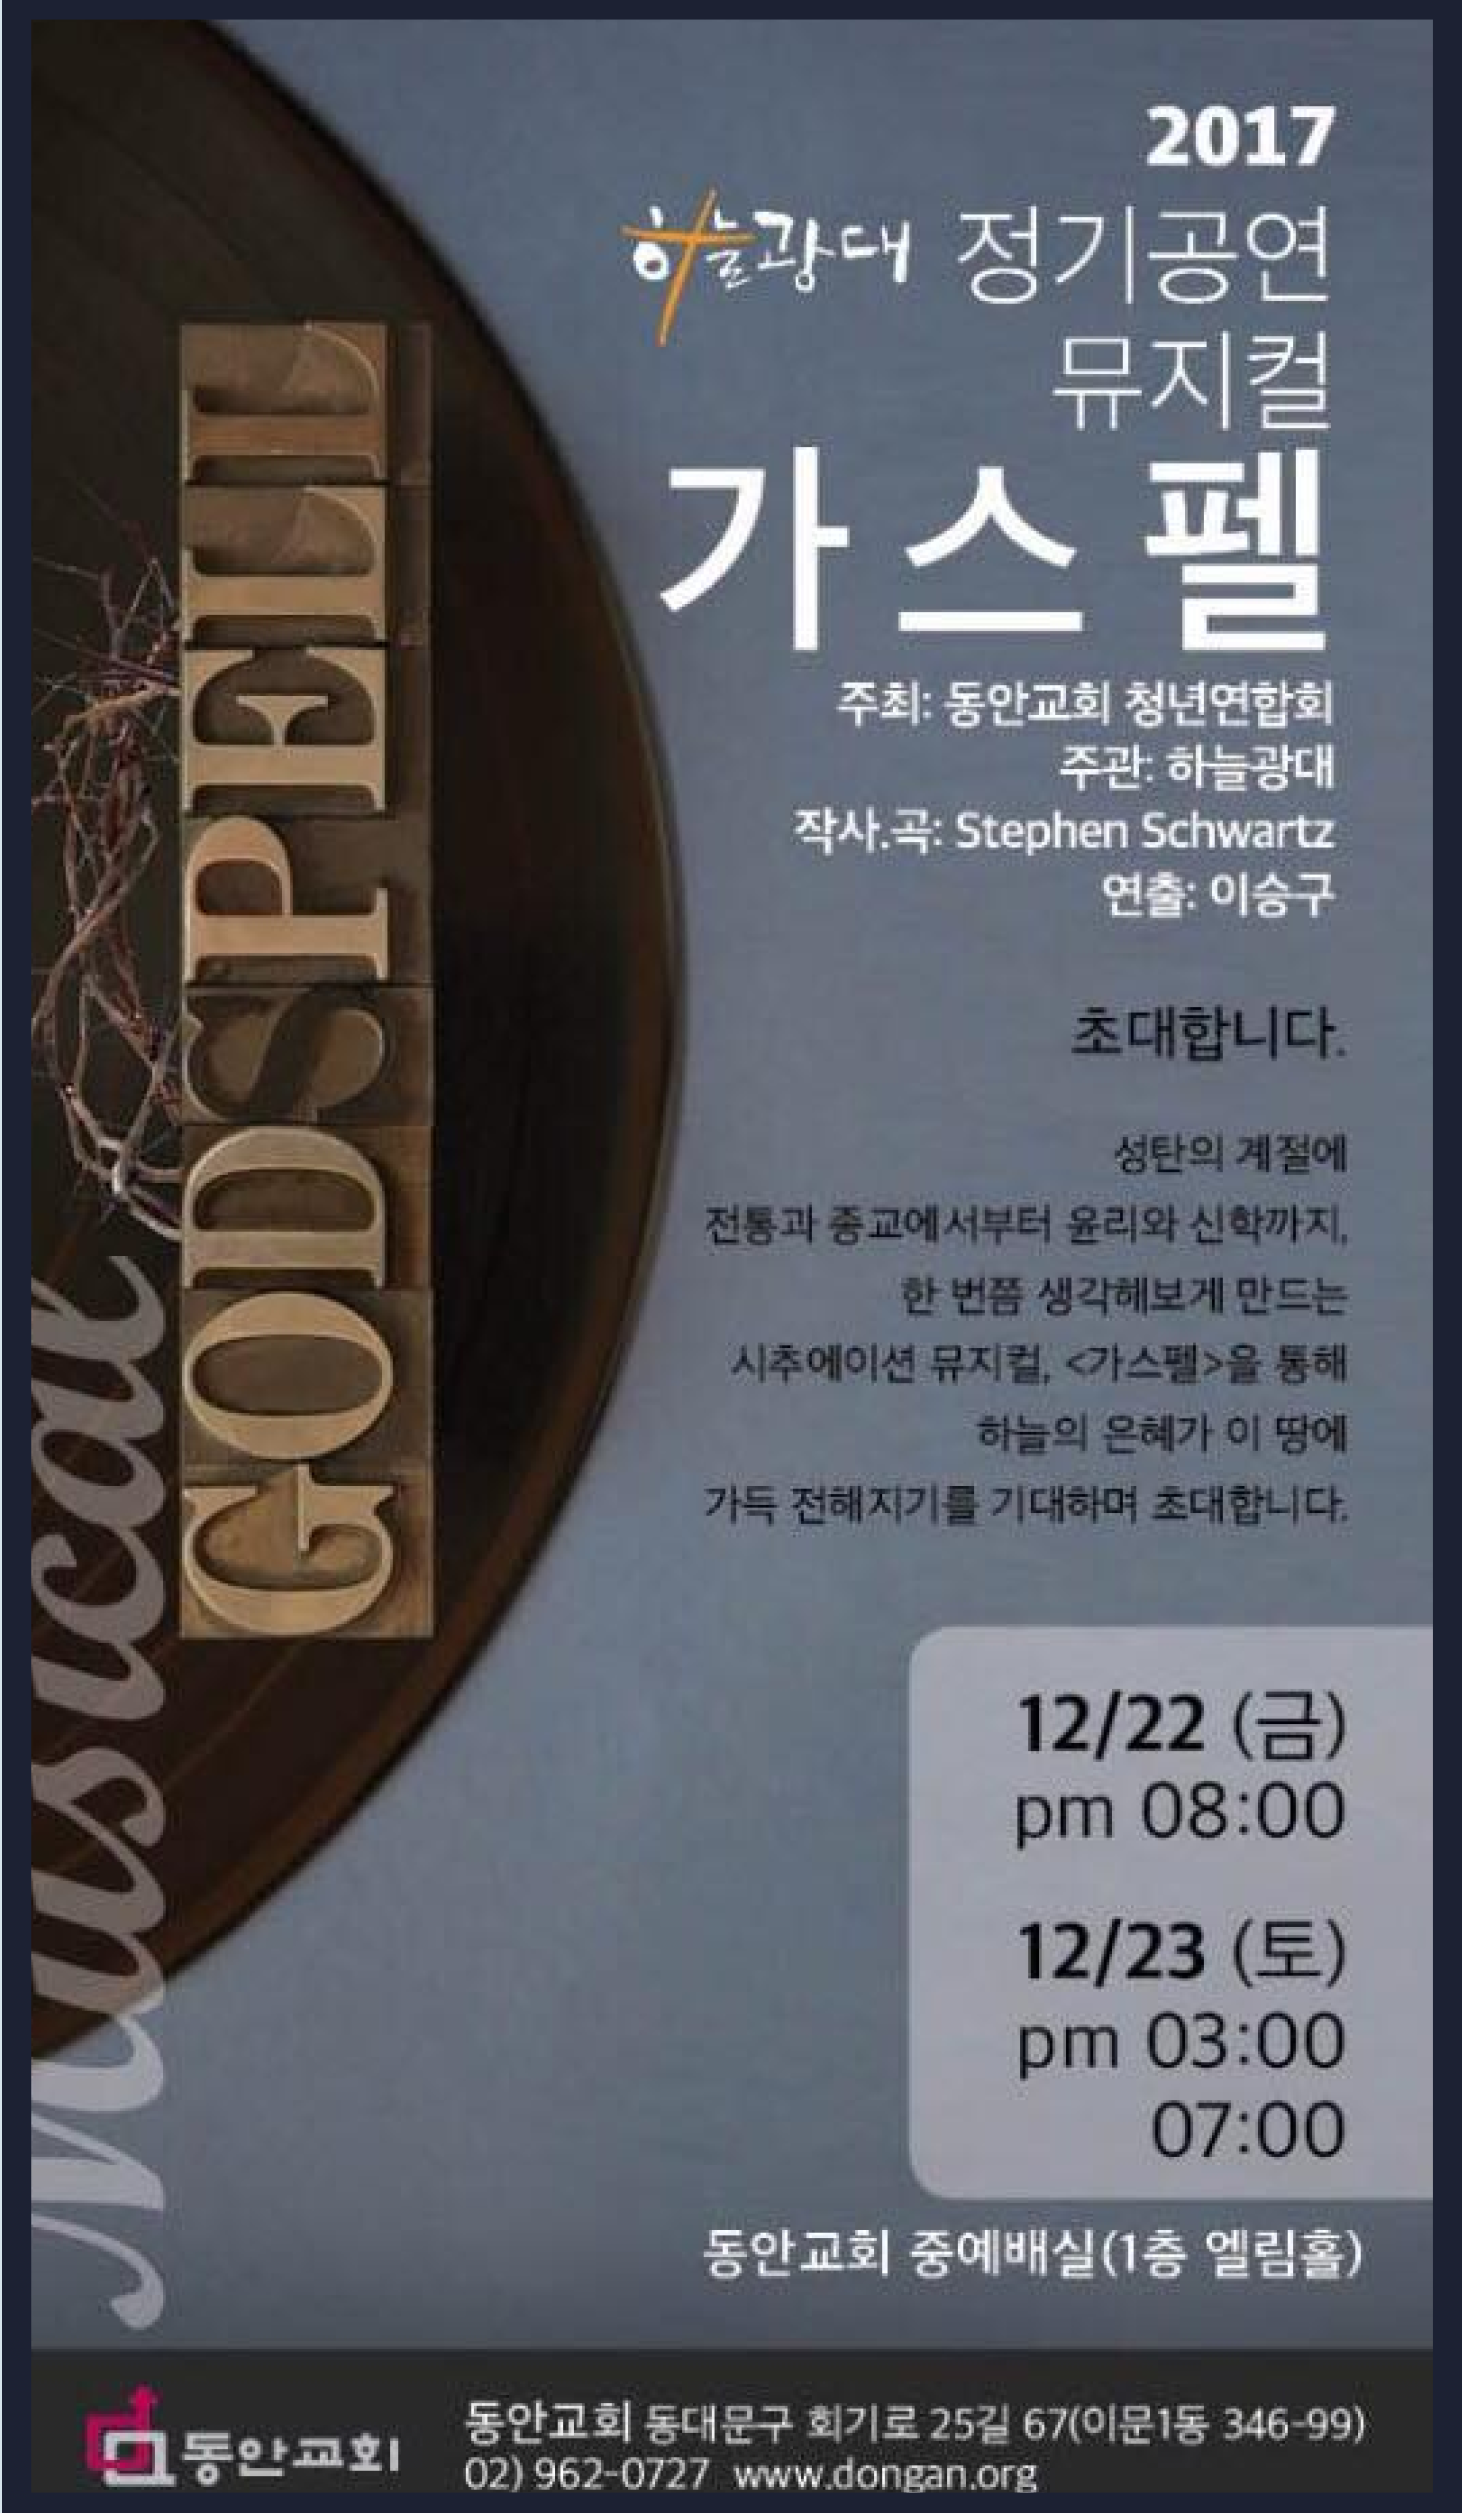 2017
하늘광대 정기공연
뮤지컬
가스펠
주최: 동안교회 청년연합회
주관: 하늘광대
작사.곡: Stephen Schwartz
연출: 이승구
초대합니다.
성탄의 계절에
전통과 종교에서부터 윤리와 신학까지,
한 번쯤 생각해보게 만드는
시추에이션 뮤지컬, <가스펠>을 통해
하늘의 은혜가 이 땅에
가득 전해지기를 기대하며 초대합니다.
GODSPELL
Musical
12/22 (금)
pm 08:00
12/23 (토)
pm 03:00
07:00
동안교회 중예배실(1층 엘림홀)
동안교회
동안교회 동대문구 회기로 25길 67(이문1동 346-99)
02) 962-0727 www.dongan.org